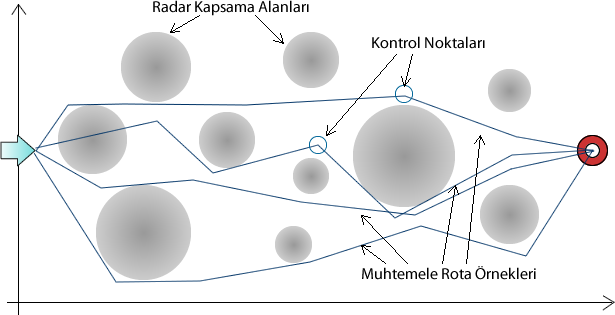 Radar Kapsama Alanları
Kontrol Noktaları
Muhtemele Rota Örnekleri